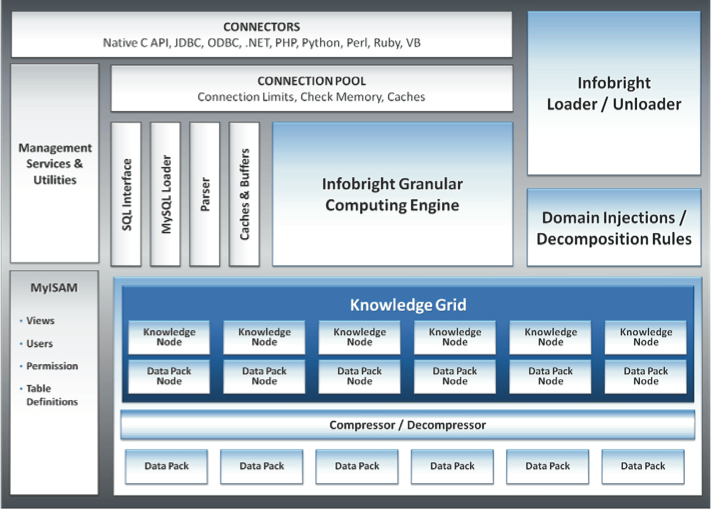 CONNECTORS
Native C API, JDBC, ODBC, .NET, PHP, Python, Perl, Ruby, VB
Infobright
Loader / Unloader
Management
Services &
Utilities
CONNECTION POOL
Connection Limits, Check Memory, Caches
SQL Interface
MySQL Loader
Parser
Caches & Buffers
Infobright Granular
Computing Engine
Domain Injections /
Decomposition Rules
MyISAM
• Views
• Users
• Permission
• Table
Definitions
Knowledge Grid
Knowledge
Node
Knowledge
Node
Knowledge
Node
Knowledge
Node
Knowledge
Node
Knowledge
Node
Data Pack
Node
Data Pack
Node
Data Pack
Node
Data Pack
Node
Data Pack
Node
Data Pack
Node
Compressor / Decompressor
Data Pack
Data Pack
Data Pack
Data Pack
Data Pack
Data Pack